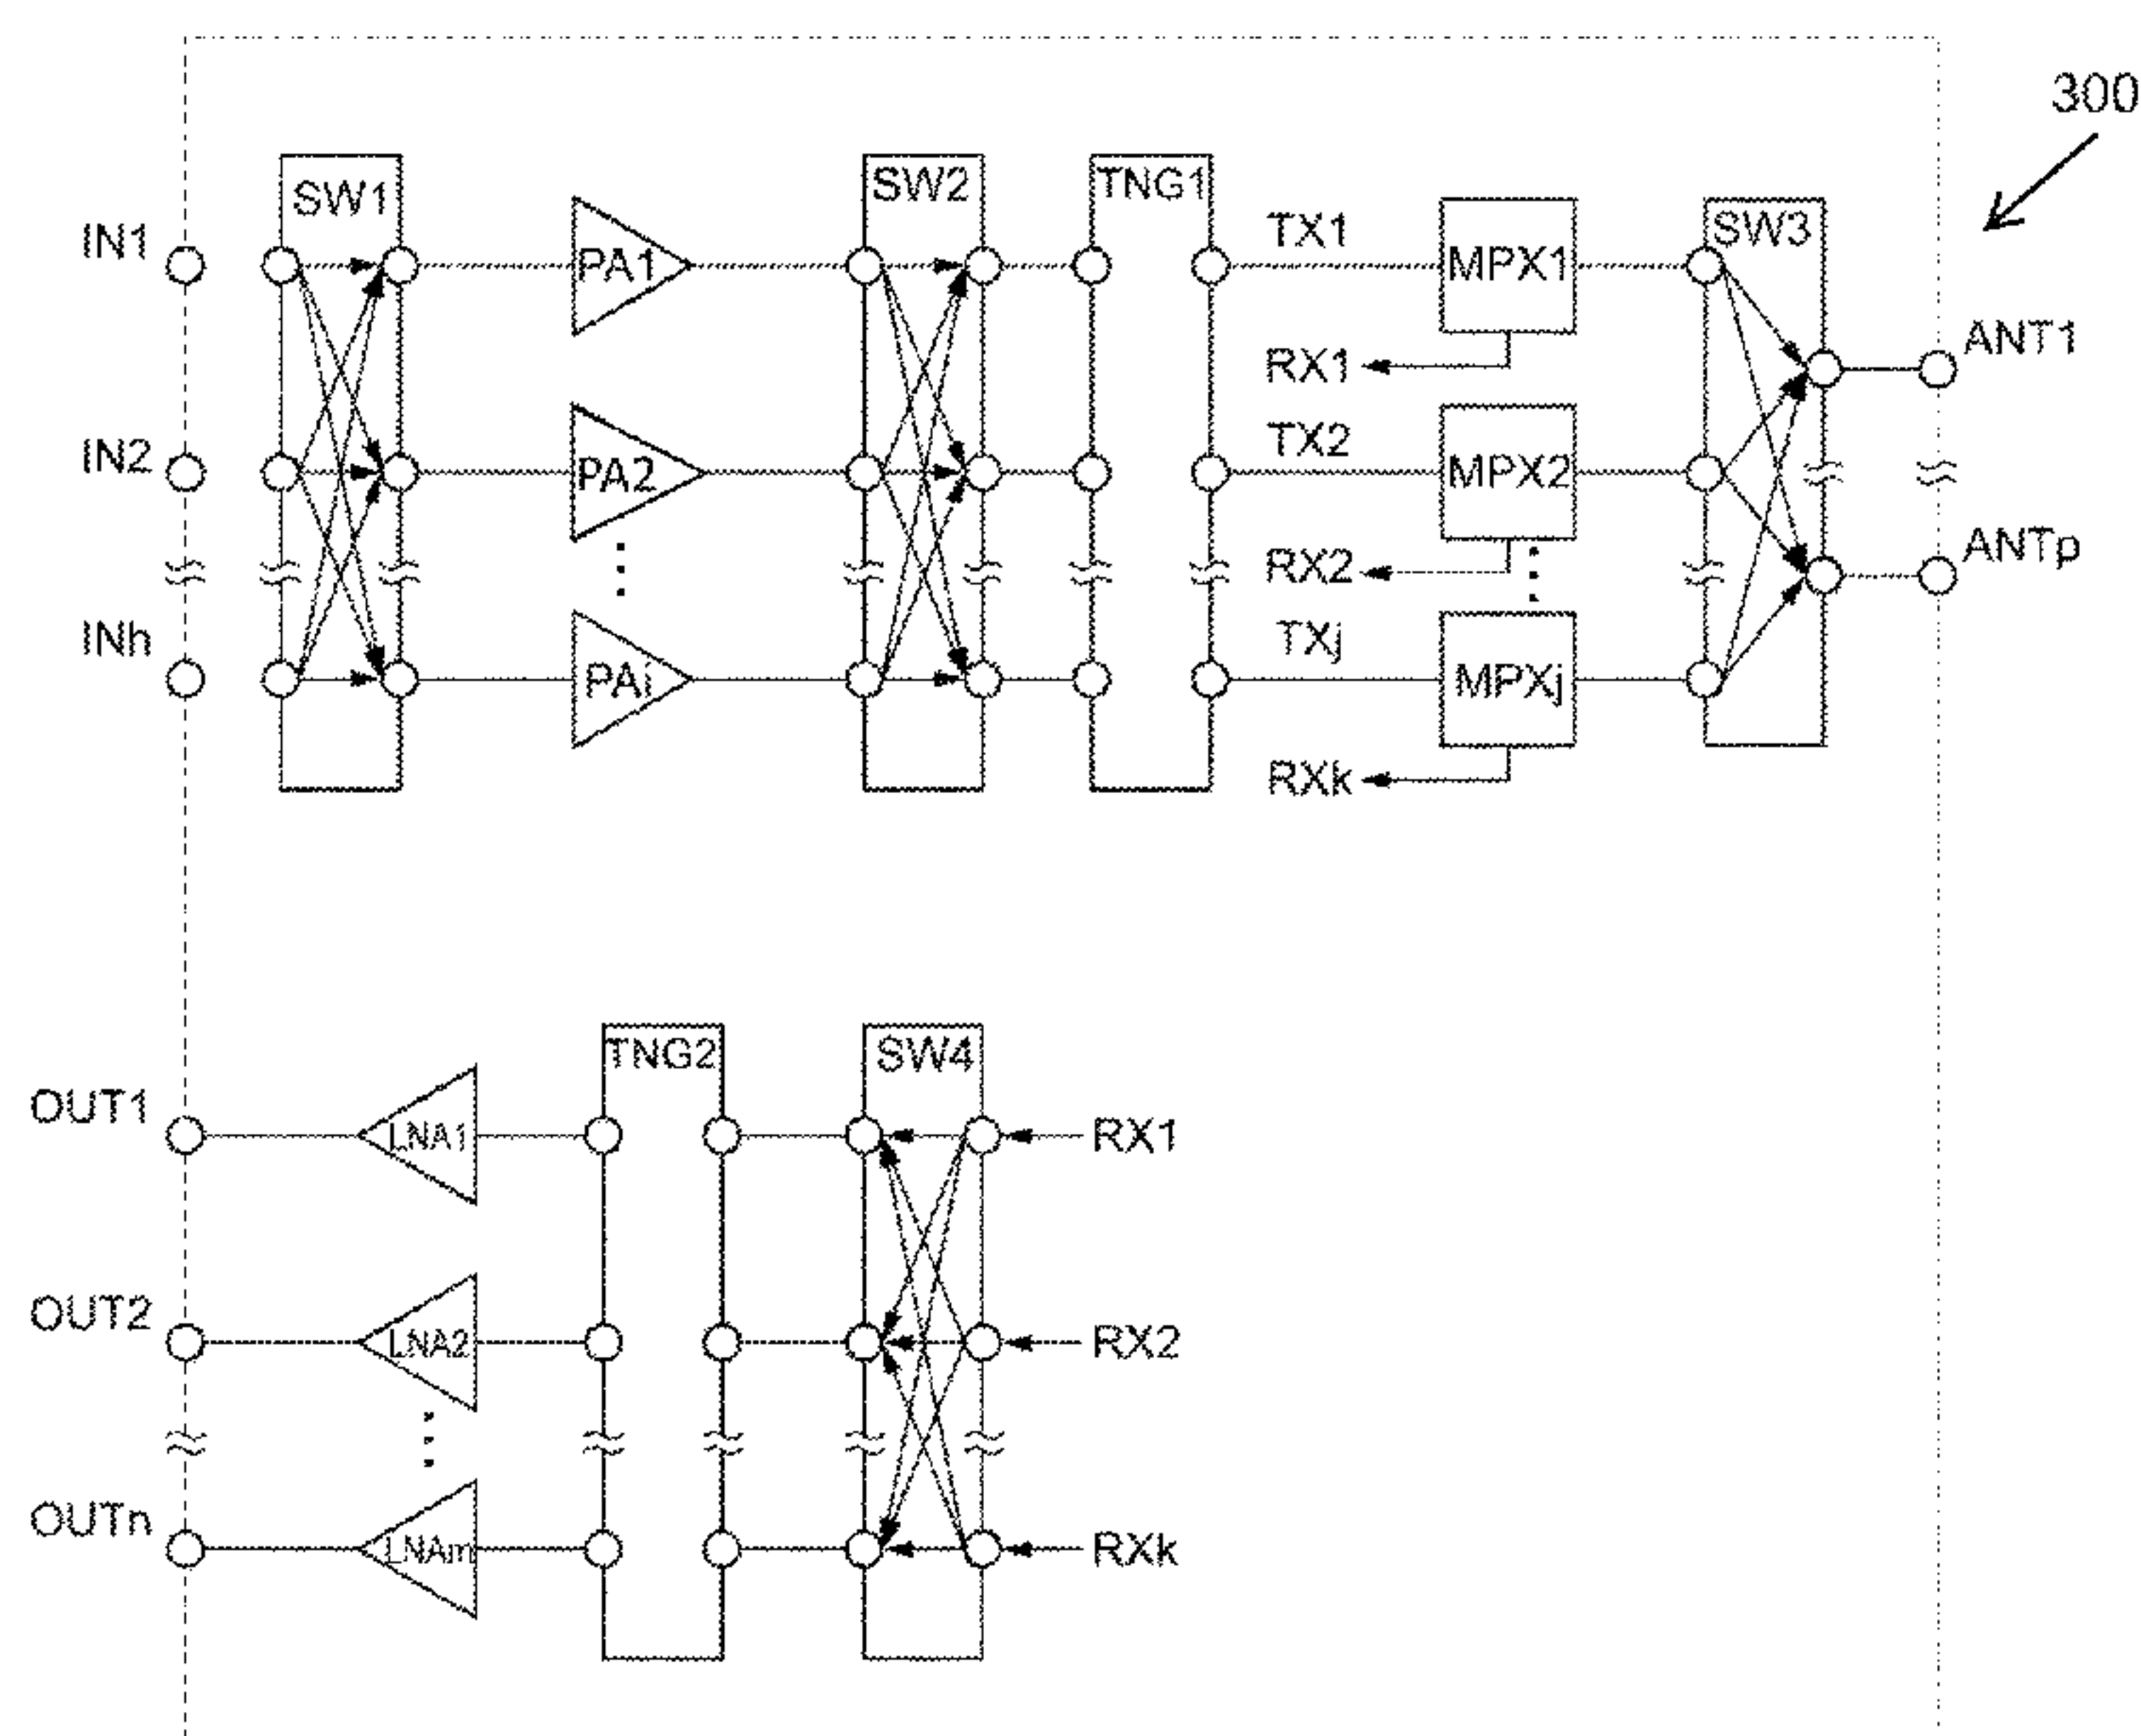 300
SW1
SW2
TNG1
SW3
IN1
PA1
TX1
MPX1
RX1
ANT1
IN2
PA2
TX2
MPX2
RX2
ANTp
INh
PAi
TXj
MPXj
RXk
TNG2
SW4
OUT1
LNA1
RX1
OUT2
LNA2
RX2
OUTn
LNAm
RXk